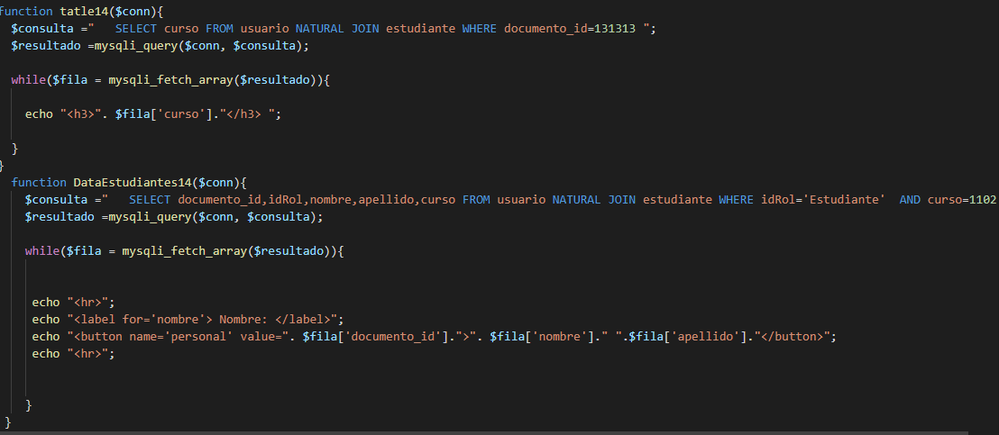 function tatle14($conn){
$consulta ="   SELECT curso FROM usuario NATURAL JOIN estudiante WHERE documento_id=131313 ";
$resultado =mysqli_query($conn, $consulta);
while($fila = mysqli_fetch_array($resultado)){
echo "<h3>". $fila['curso']."</h3> ";
}
}
function DataEstudiantes14($conn){
$consulta ="   SELECT documento_id,idRol,nombre,apellido,curso FROM usuario NATURAL JOIN estudiante WHERE idRol='Estudiante'  AND curso=1102
$resultado =mysqli_query($conn, $consulta);
while($fila = mysqli_fetch_array($resultado)){
echo "<hr>";
echo "<label for='nombre'> Nombre: </label>";
echo "<button name='personal' value=". $fila['documento_id'].">". $fila['nombre']." ".$fila['apellido']."</button>";
echo "<hr>";
}
}